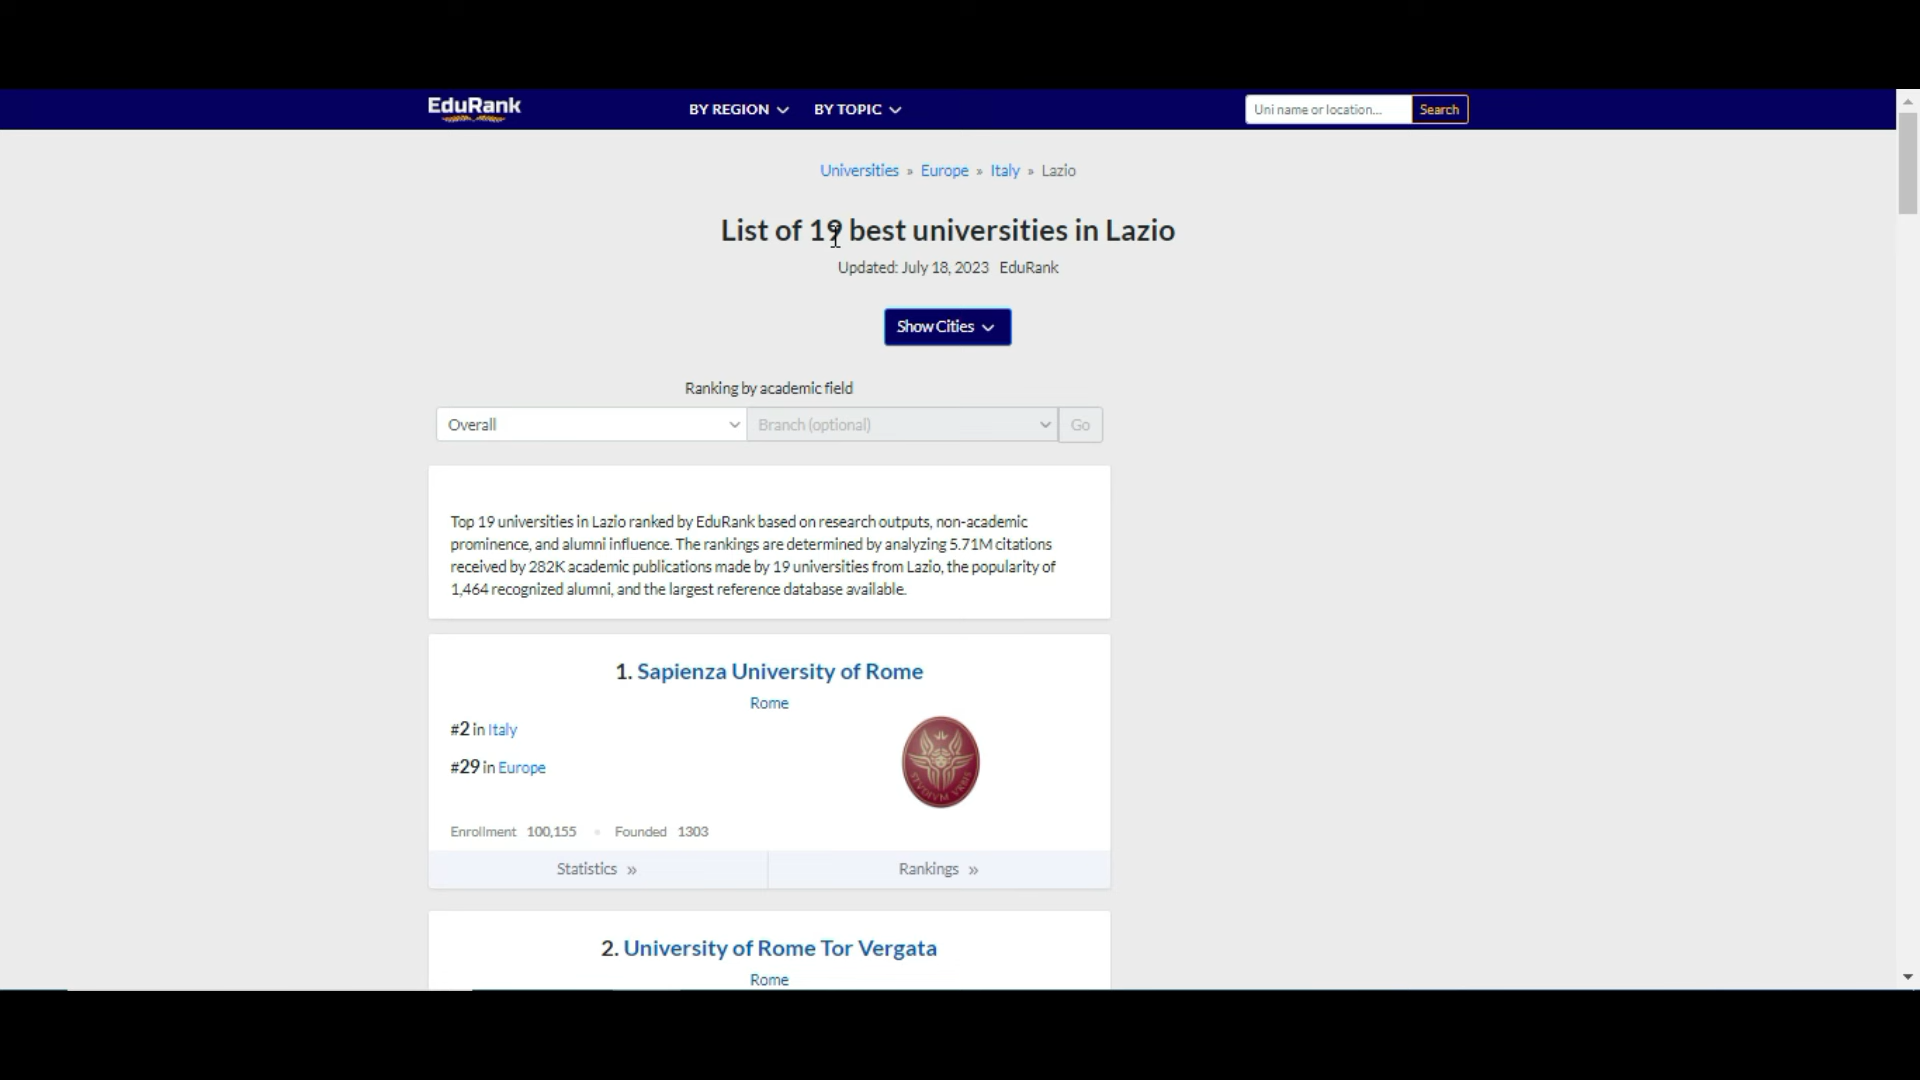 EduRank BY REGION BY TOPIC Uni name or location... Search
Universities » Europe » Italy » Lazio
List of 19 best universities in Lazio
Updated: July 18, 2023 EduRank
Show Cities
Ranking by academic field
Overall Branch (optional) Go
Top 19 universities in Lazio ranked by EduRank based on research outputs, non-academic
prominence, and alumni influence. The rankings are determined by analyzing 5.71M citations
received by 282K academic publications made by 19 universities from Lazio, the popularity of
1,464 recognized alumni, and the largest reference database available.
1. Sapienza University of Rome
Rome
#2 in Italy
#29 in Europe
STVDIVM VRBIS
Enrollment 100,155 • Founded 1303
Statistics » Rankings »
2. University of Rome Tor Vergata
Rome